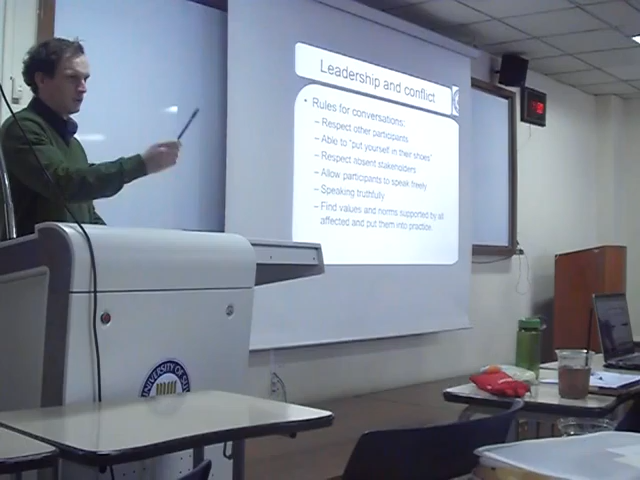 Leadership and conflict
• Rules for conversations:
– Respect other participants
– Able to "put yourself in their shoes"
– Respect absent stakeholders
– Allow participants to speak freely
– Speaking truthfully
– Find values and norms supported by all
affected and put them into practice
UNIVERSITY OF